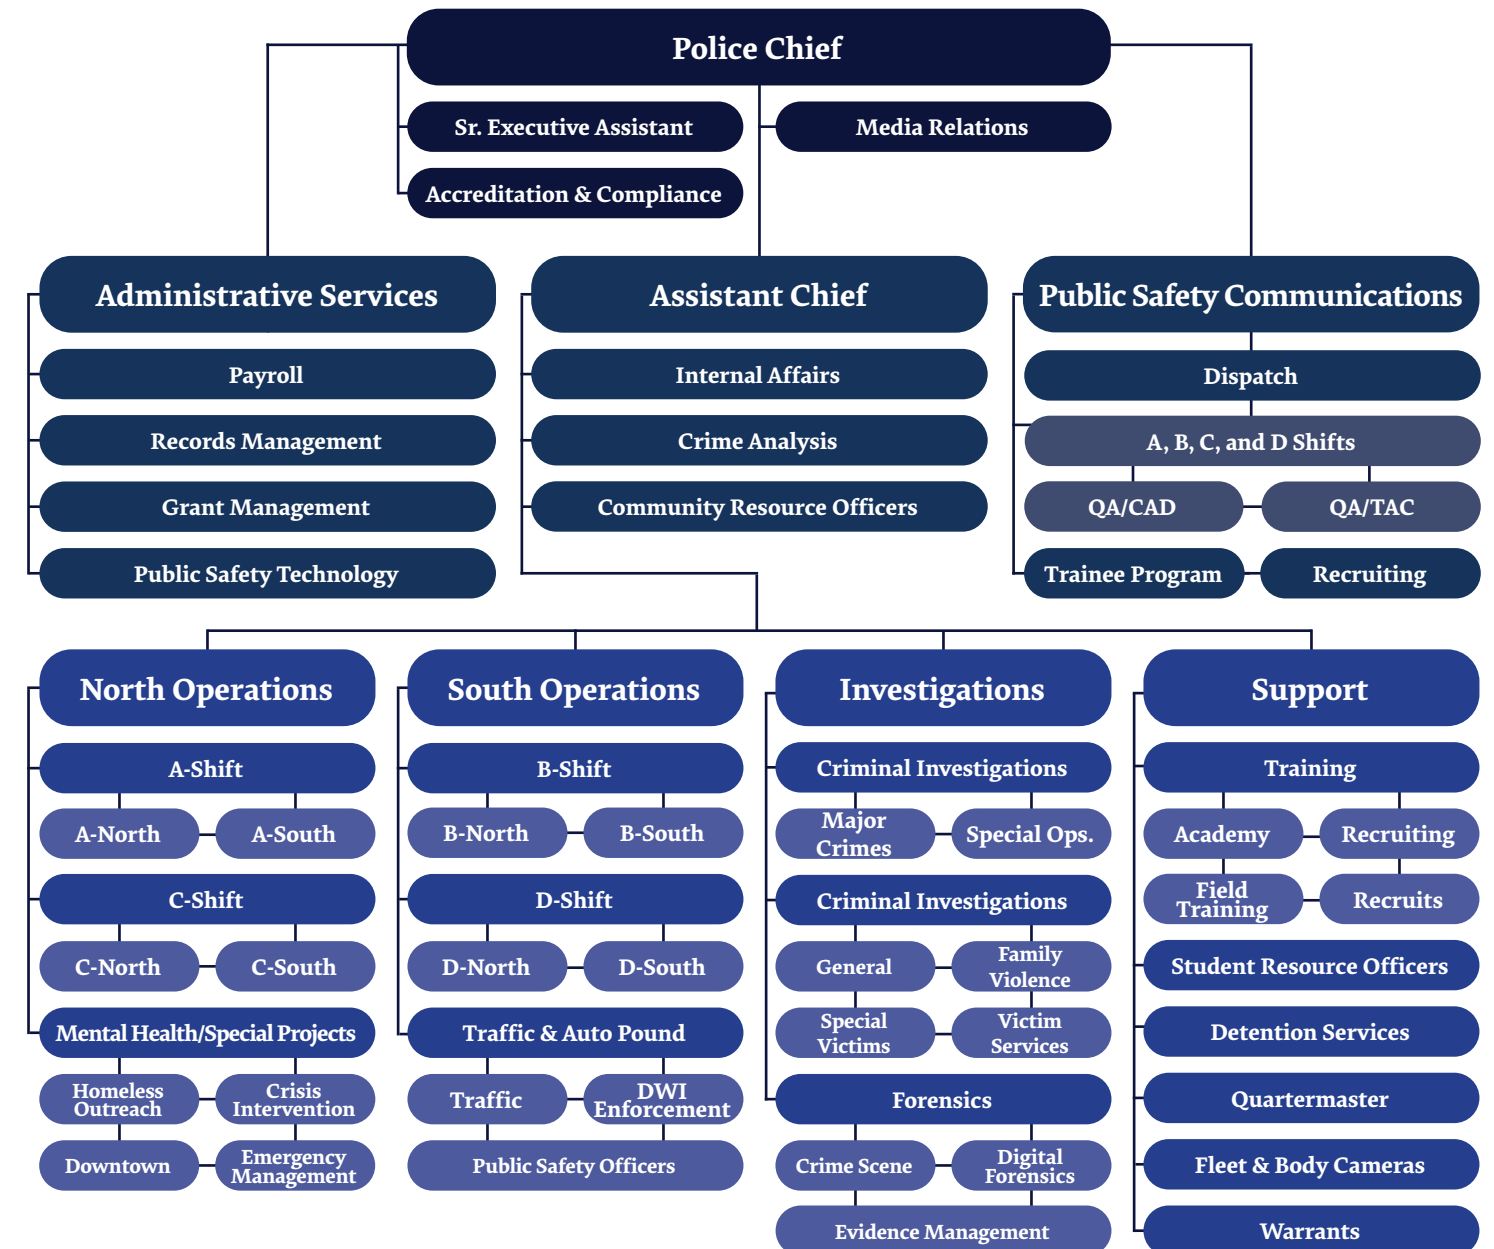 Police Chief
Sr. Executive Assistant
Media Relations
Accreditation & Compliance
Administrative Services
Payroll
Records Management
Grant Management
Public Safety Technology
Assistant Chief
Internal Affairs
Crime Analysis
Community Resource Officers
Public Safety Communications
Dispatch
A, B, C, and D Shifts
QA/CAD
QA/TAC
Trainee Program
Recruiting
North Operations
A-Shift
A-North
A-South
C-Shift
C-North
C-South
Mental Health/Special Projects
Homeless
Outreach
Crisis
Intervention
Downtown
Emergency
Management
South Operations
B-Shift
B-North
B-South
D-Shift
D-North
D-South
Traffic & Auto Pound
Traffic
DWI
Enforcement
Public Safety Officers
Investigations
Criminal Investigations
Major
Crimes
Special Ops.
Criminal Investigations
General
Family
Violence
Special
Victims
Victim
Services
Forensics
Crime Scene
Digital
Forensics
Evidence Management
Support
Training
Academy
Recruiting
Field
Training
Recruits
Student Resource Officers
Detention Services
Quartermaster
Fleet & Body Cameras
Warrants